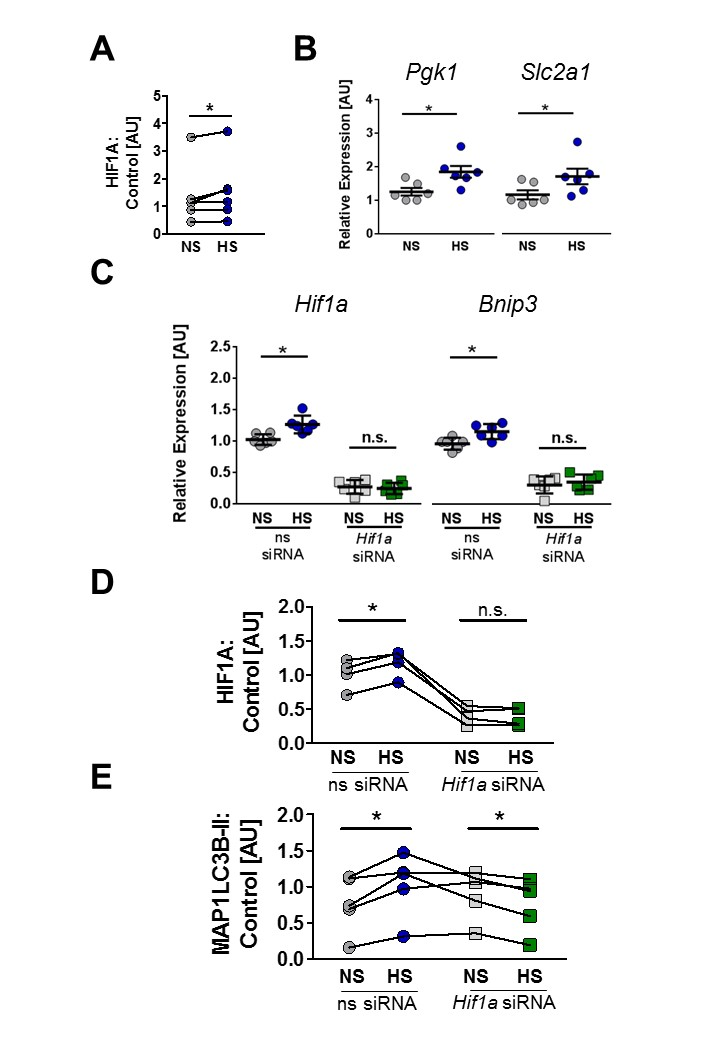 A
HIF1A:
Control [AU]
5
4
3
2
1
0
*
NS HS
B
Pgk1 Slc2a1
Relative Expression [AU]
4
3
2
1
0
* *
NS HS NS HS
C
Hif1a Bnip3
Relative Expression [AU]
2.5
2.0
1.5
1.0
0.5
0.0
* n.s. * n.s.
NS HS NS HS NS HS NS HS
ns siRNA Hif1a siRNA ns siRNA Hif1a siRNA
D
HIF1A:
Control [AU]
2.0
1.5
1.0
0.5
0.0
* n.s.
NS HS NS HS
ns siRNA Hif1a siRNA
E
MAP1LC3B-II:
Control [AU]
2.0
1.5
1.0
0.5
0.0
* *
NS HS NS HS
ns siRNA Hif1a siRNA